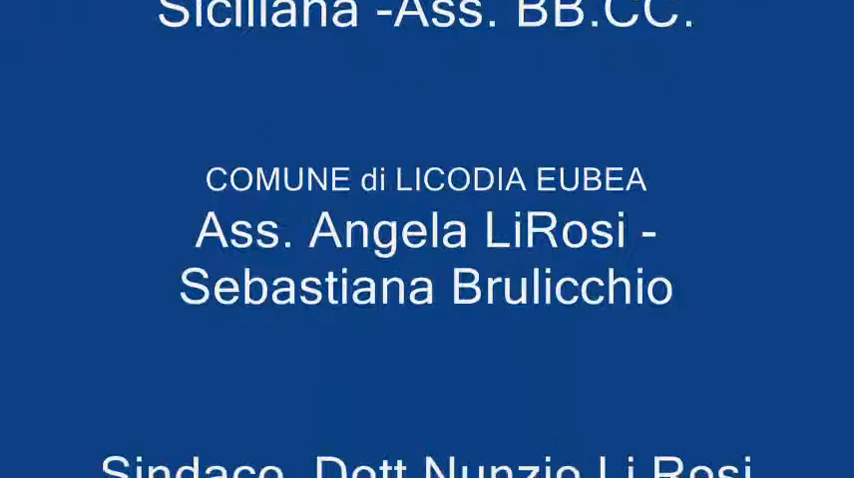 Siciliana -Ass. BB.CC.
COMUNE di LICODIA EUBEA
Ass. Angela LiRosi -
Sebastiana Brulicchio
Sindaco Dott Nunzio Li Rosi